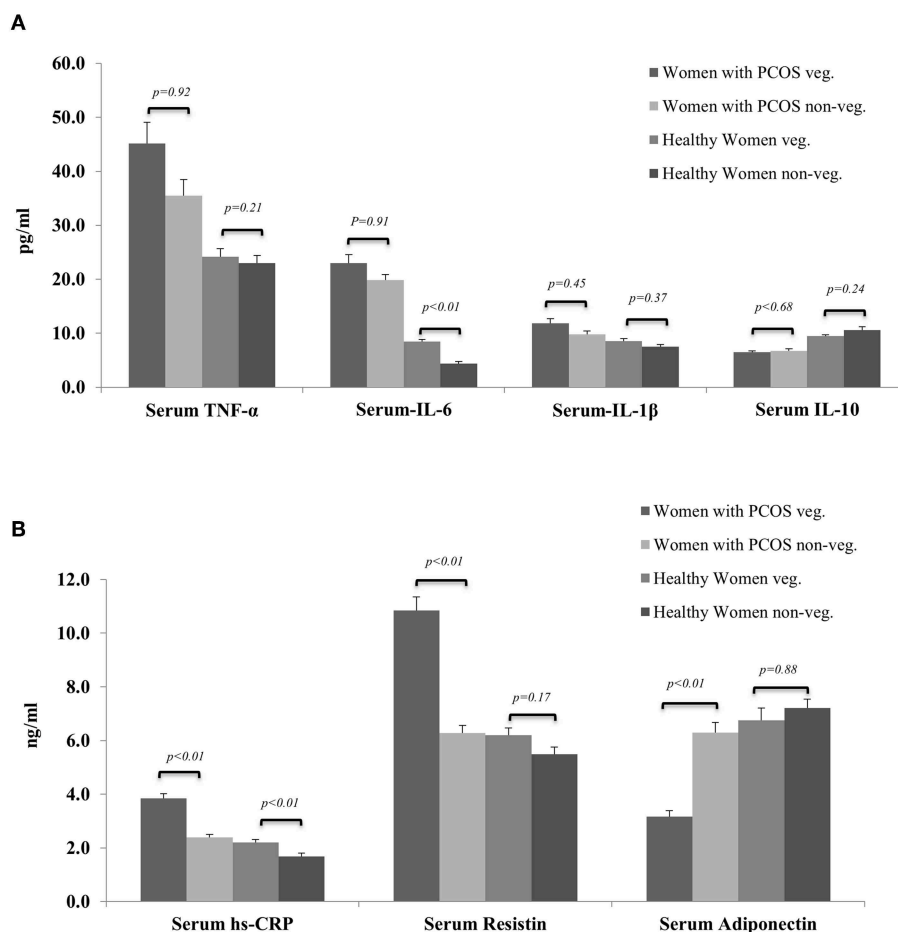 A
60.0
50.0
40.0
30.0
20.0
10.0
0.0
pg/ml
Women with PCOS veg.
Women with PCOS non-veg.
Healthy Women veg.
Healthy Women non-veg.
p=0.92
p=0.21
P=0.91
p<0.01
p=0.45
p=0.37
p<0.68
p=0.24
Serum TNF-α
Serum-IL-6
Serum-IL-1β
Serum IL-10
B
12.0
10.0
8.0
6.0
4.0
2.0
0.0
ng/ml
Women with PCOS veg.
Women with PCOS non-veg.
Healthy Women veg.
Healthy Women non-veg.
p<0.01
p<0.01
p<0.01
p=0.17
p<0.01
p=0.88
Serum hs-CRP
Serum Resistin
Serum Adiponectin